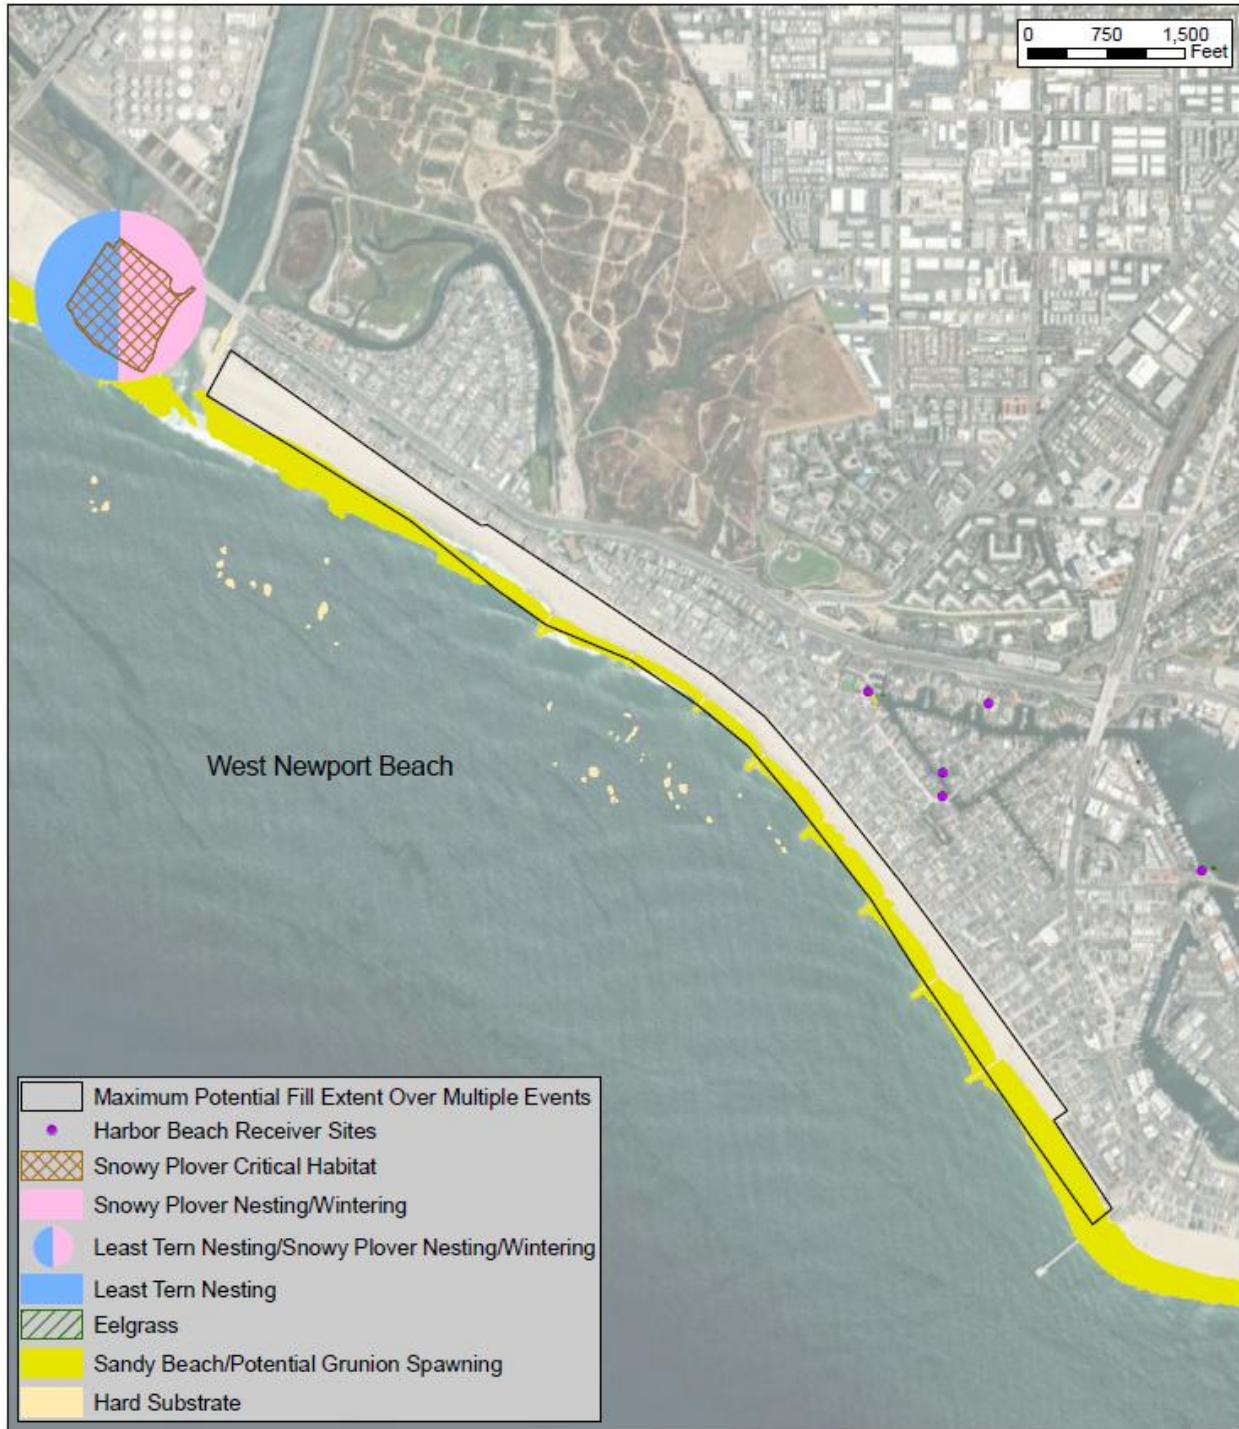 0 750 1,500
Feet
West Newport Beach
Maximum Potential Fill Extent Over Multiple Events
Harbor Beach Receiver Sites
Snowy Plover Critical Habitat
Snowy Plover Nesting/Wintering
Least Tern Nesting/Snowy Plover Nesting/Wintering
Least Tern Nesting
Eelgrass
Sandy Beach/Potential Grunion Spawning
Hard Substrate